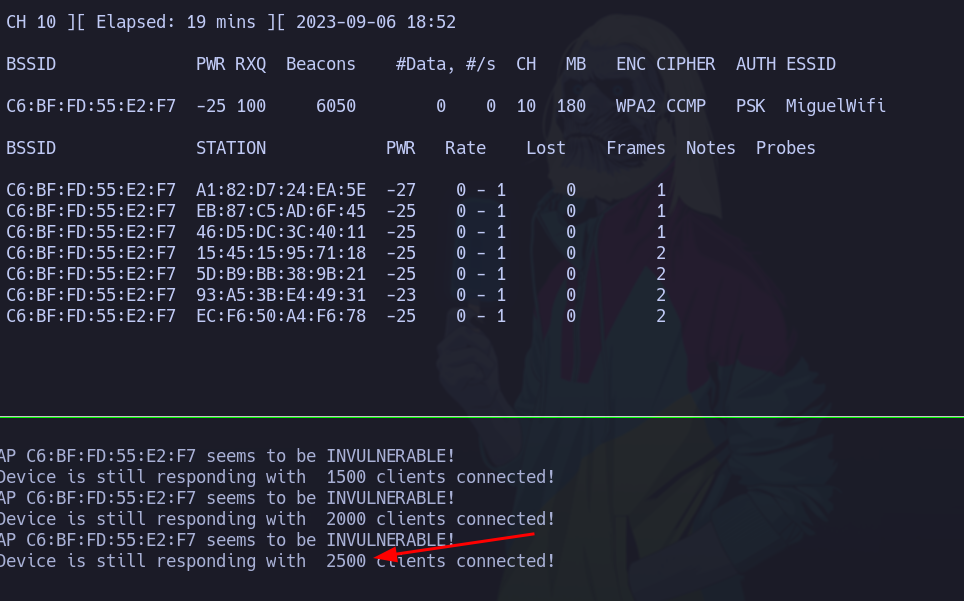 CH 10 ][ Elapsed: 19 mins ][ 2023-09-06 18:52
BSSID PWR RXQ Beacons #Data, #/s CH MB ENC CIPHER AUTH ESSID
C6:BF:FD:55:E2:F7 -25 100 6050 0 0 10 180 WPA2 CCMP PSK MiguelWifi
BSSID STATION PWR Rate Lost Frames Notes Probes
C6:BF:FD:55:E2:F7 A1:82:D7:24:EA:5E -27 0 - 1 0 1
C6:BF:FD:55:E2:F7 EB:87:C5:AD:6F:45 -25 0 - 1 0 1
C6:BF:FD:55:E2:F7 46:D5:DC:3C:40:11 -25 0 - 1 0 1
C6:BF:FD:55:E2:F7 15:45:15:95:71:18 -25 0 - 1 0 2
C6:BF:FD:55:E2:F7 5D:B9:BB:38:9B:21 -25 0 - 1 0 2
C6:BF:FD:55:E2:F7 93:A5:3B:E4:49:31 -23 0 - 1 0 2
C6:BF:FD:55:E2:F7 EC:F6:50:A4:F6:78 -25 0 - 1 0 2
AP C6:BF:FD:55:E2:F7 seems to be INVULNERABLE!
Device is still responding with 1500 clients connected!
AP C6:BF:FD:55:E2:F7 seems to be INVULNERABLE!
Device is still responding with 2000 clients connected!
AP C6:BF:FD:55:E2:F7 seems to be INVULNERABLE!
Device is still responding with 2500 clients connected!